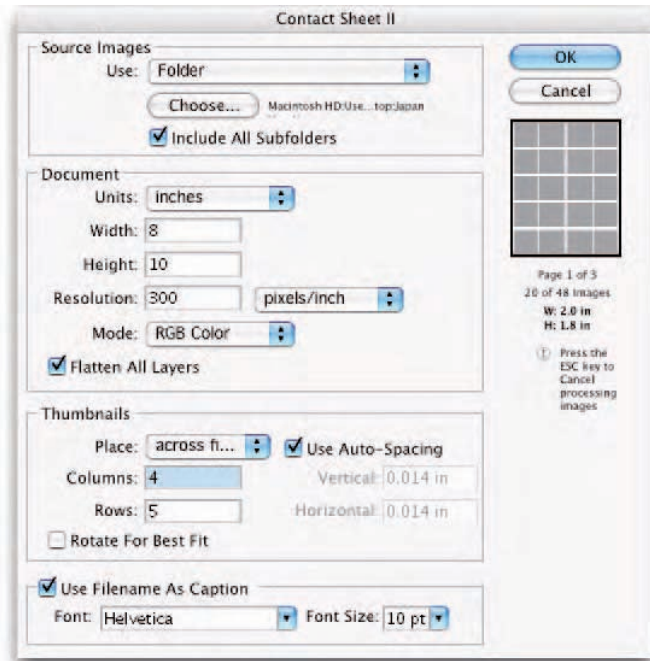 Contact Sheet II
Source Images
Use: Folder
Choose... Macintosh HD:Use...top:Japan
Include All Subfolders
Document
Units: inches
Width: 8
Height: 10
Resolution: 300 pixels/inch
Mode: RGB Color
Flatten All Layers
Thumbnails
Place: across fi... Use Auto-Spacing
Columns: 4 Vertical: 0.014 in
Rows: 5 Horizontal: 0.014 in
Rotate For Best Fit
Use Filename As Caption
Font: Helvetica Font Size: 10 pt
OK
Cancel
Page 1 of 3
20 of 48 Images
W: 2.0 in
H: 1.8 in
Press the
ESC key to
Cancel
processing
images